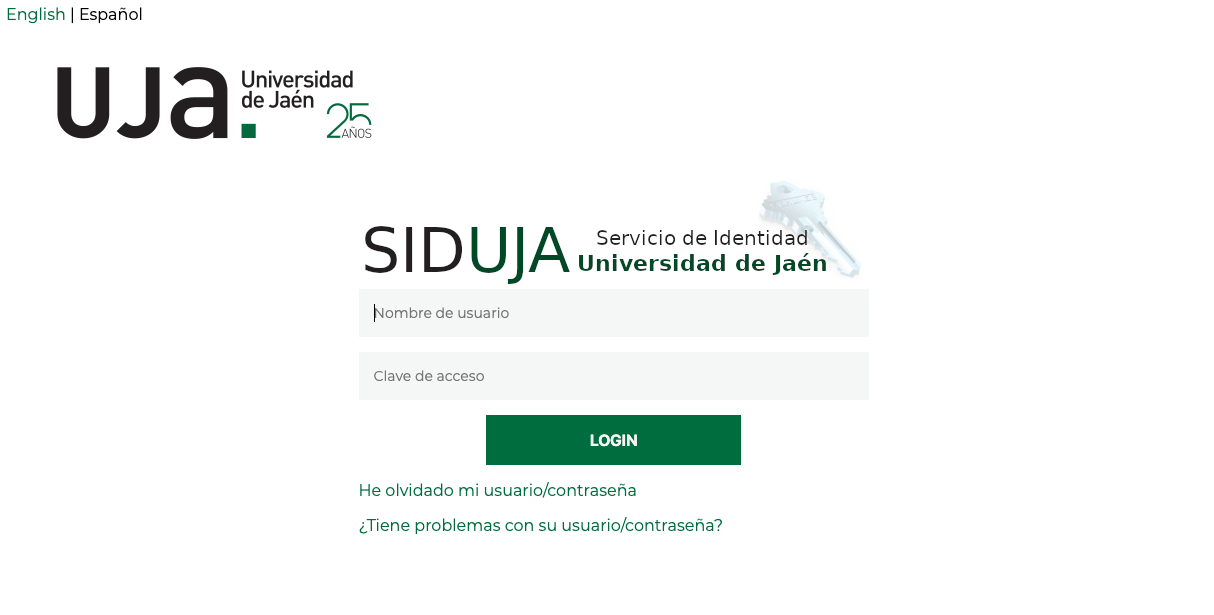 English | Español
uja.
Universidad
de Jaén
25
AÑOS
SIDUJA
Servicio de Identidad
Universidad de Jaén
Nombre de usuario
Clave de acceso
LOGIN
He olvidado mi usuario/contraseña
¿Tiene problemas con su usuario/contraseña?